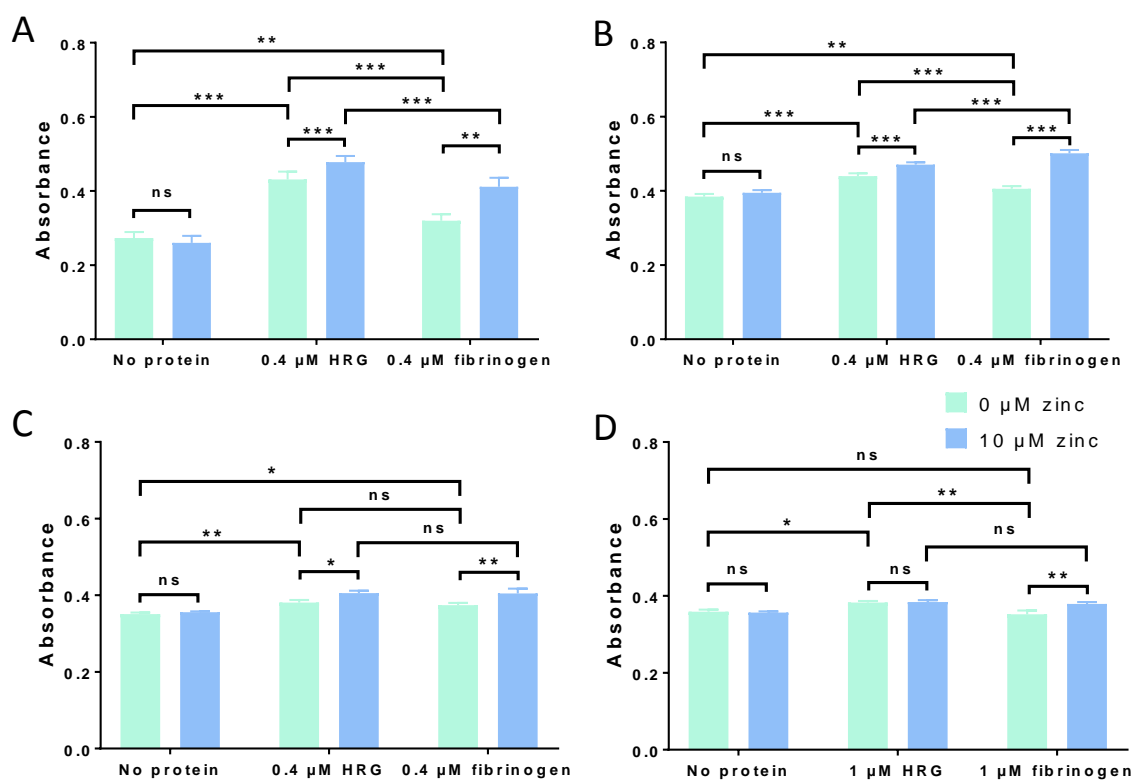 A
0.8
**
***
***
***
***
**
ns
0.6
0.4
0.2
0.0
Absorbance
No protein
0.4 µM HRG
0.4 µM fibrinogen
B
0.8
**
***
***
***
***
***
ns
0.6
0.4
0.2
0.0
Absorbance
No protein
0.4 µM HRG
0.4 µM fibrinogen
0 µM zinc
10 µM zinc
C
0.8
*
ns
**
ns
*
**
ns
0.6
0.4
0.2
0.0
Absorbance
No protein
0.4 µM HRG
0.4 µM fibrinogen
D
0.8
ns
**
*
ns
ns
ns
**
0.6
0.4
0.2
0.0
Absorbance
No protein
1 µM HRG
1 µM fibrinogen